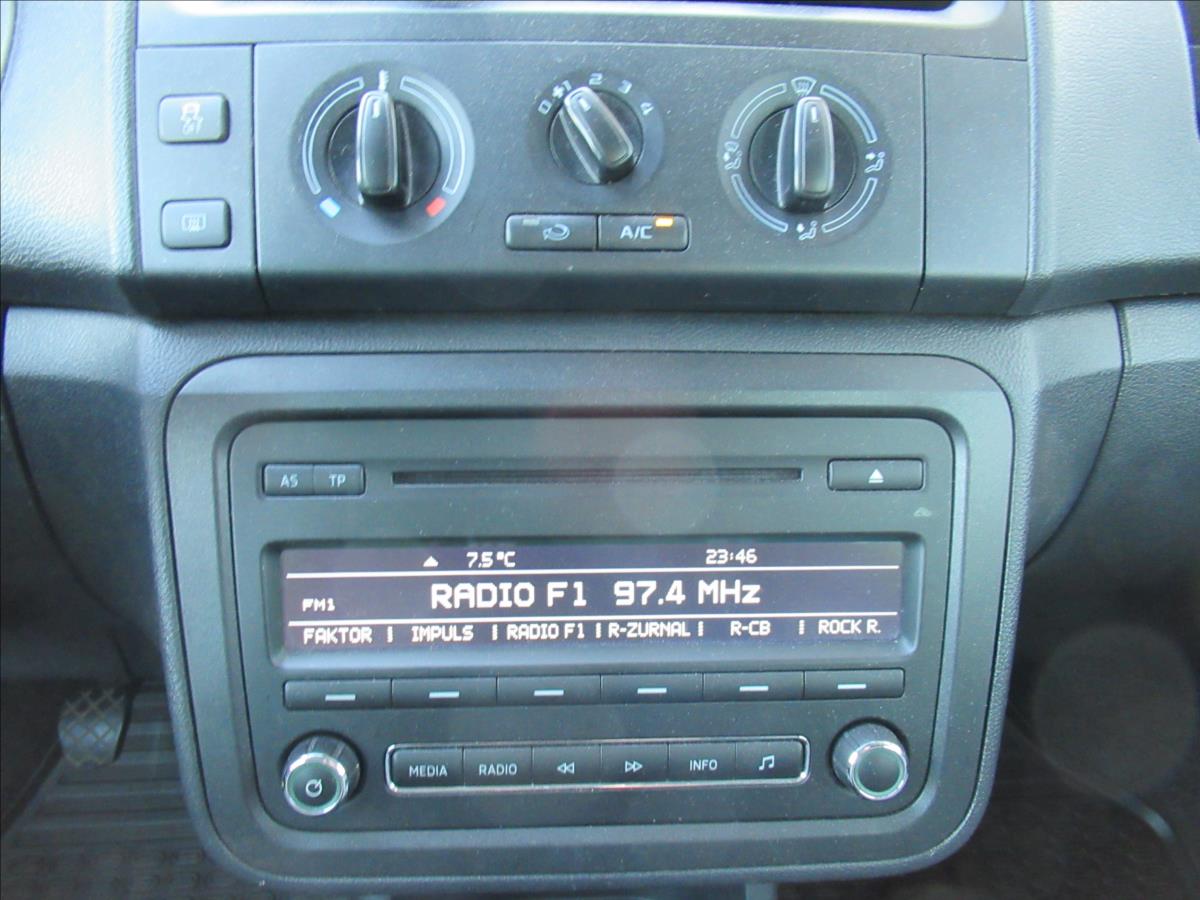 0 1 2 3 4
OFF
A/C
AS TP
7.5°C 23:46
FM1 RADIO F1 97.4 MHz
FAKTOR IMPULS RADIO F1 R-ZURNAL R-CB ROCK R.
MEDIA RADIO INFO